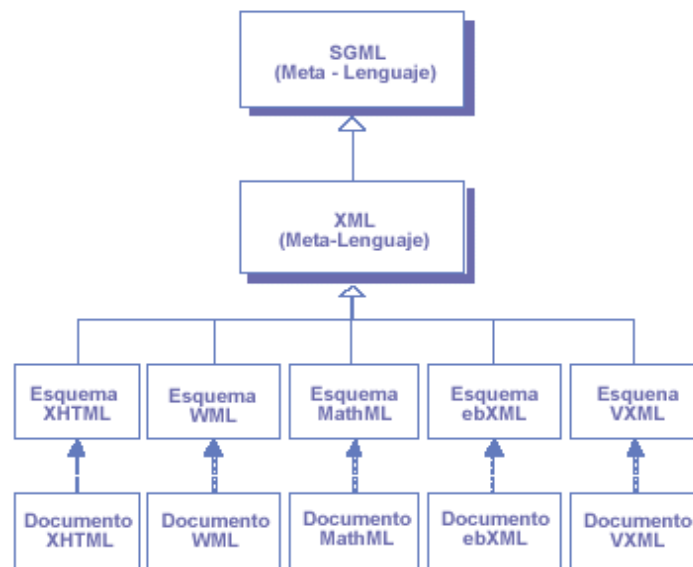 SGML
(Meta - Lenguaje)
XML
(Meta-Lenguaje)
Esquema
XHTML
Esquema
WML
Esquema
MathML
Esquema
ebXML
Esquena
VXML
Documento
XHTML
Documento
WML
Documento
MathML
Documento
ebXML
Documento
VXML